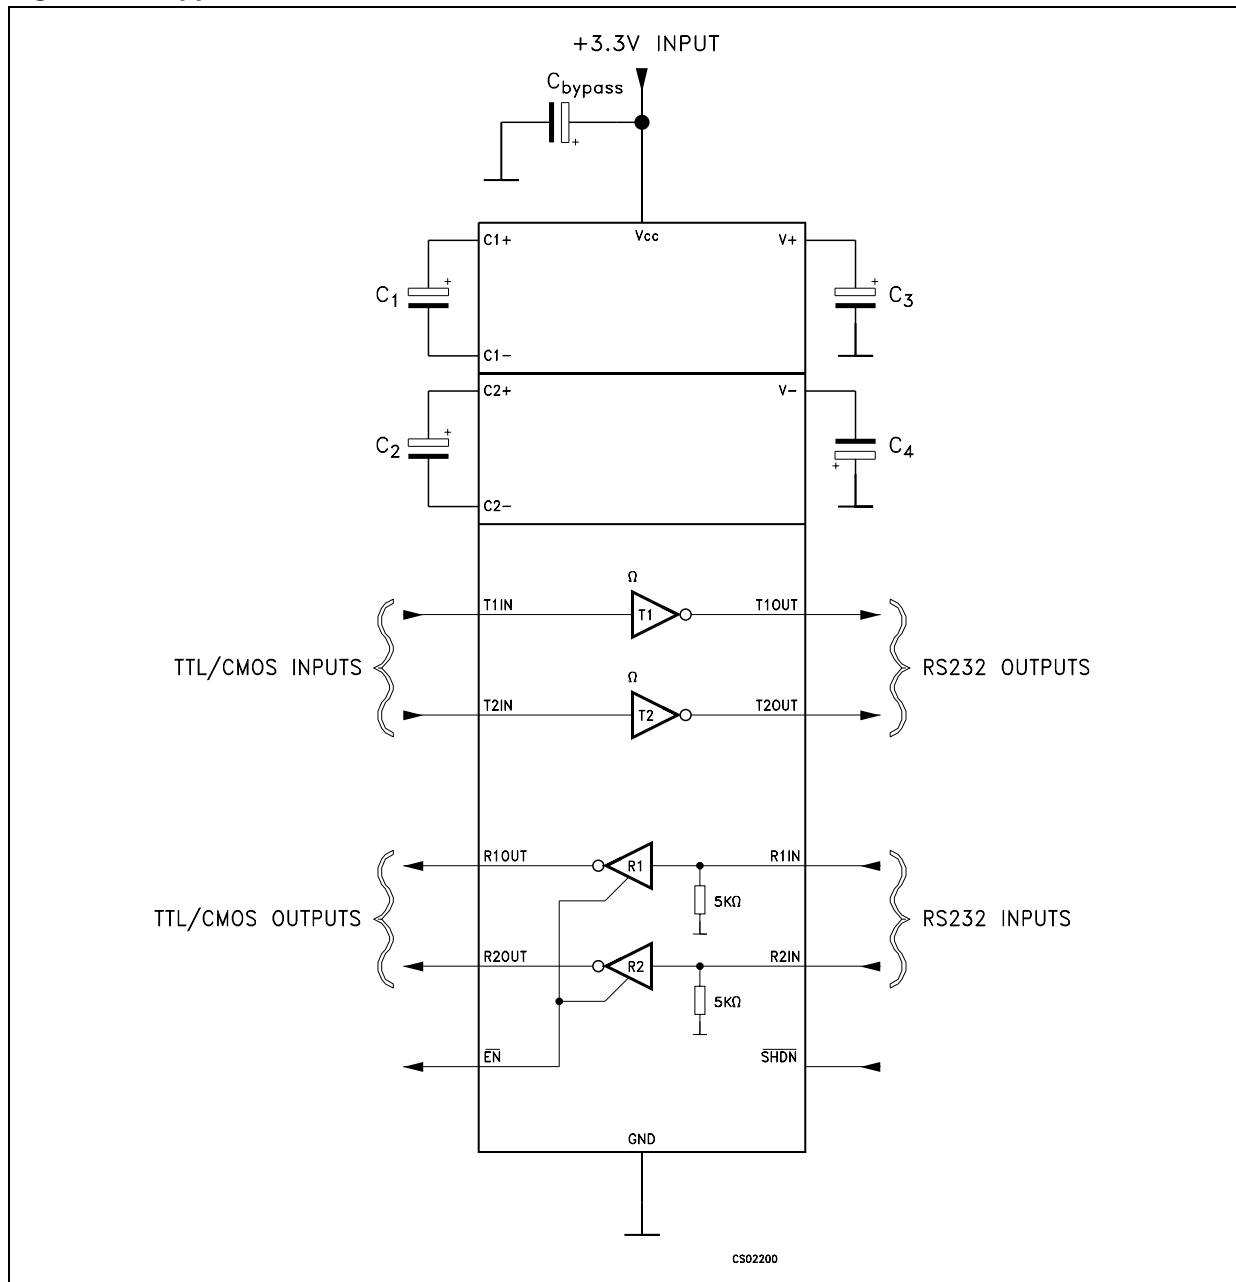 +3.3V INPUT
Cbypass
+
Vcc
C1+
V+
C1
+
+
C3
C1-
C2+
V-
C2
+
+
C4
C2-
Ω
T1IN
T1
T1OUT
TTL/CMOS INPUTS
RS232 OUTPUTS
Ω
T2IN
T2
T2OUT
R1OUT
R1
R1IN
5KΩ
TTL/CMOS OUTPUTS
RS232 INPUTS
R2OUT
R2
R2IN
5KΩ
EN
SHDN
GND
CS02200